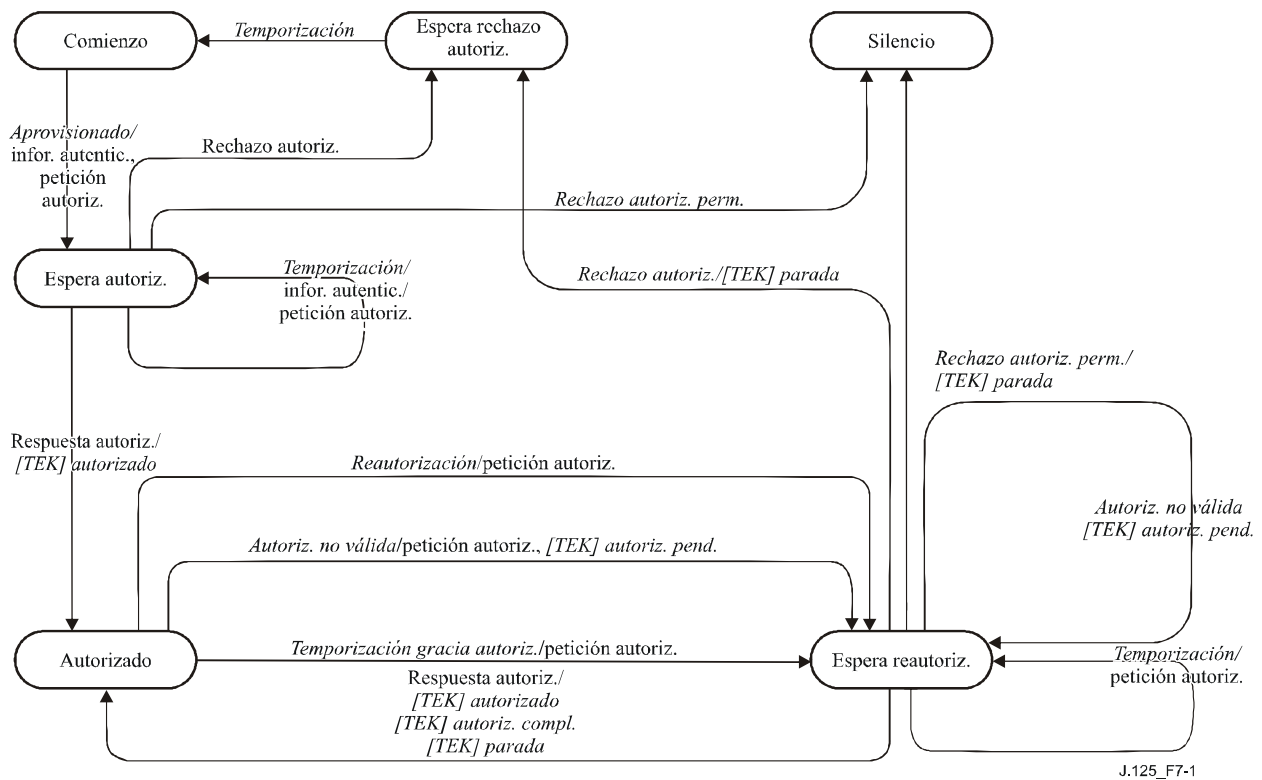 Comienzo
Temporización
Espera rechazo
autoriz.
Silencio
Aprovisionado/
infor. autentic.,
petición
autoriz.
Rechazo autoriz.
Rechazo autoriz. perm.
Espera autoriz.
Temporización/
infor. autentic./
petición autoriz.
Rechazo autoriz./[TEK] parada
Rechazo autoriz. perm./
[TEK] parada
Respuesta autoriz./
[TEK] autorizado
Reautorización/petición autoriz.
Autoriz. no válida
[TEK] autoriz. pend.
Autoriz. no válida/petición autoriz., [TEK] autoriz. pend.
Autorizado
Temporización gracia autoriz./petición autoriz.
Espera reautoriz.
Temporización/
petición autoriz.
Respuesta autoriz./
[TEK] autorizado
[TEK] autoriz. compl.
[TEK] parada
J.125_F7-1